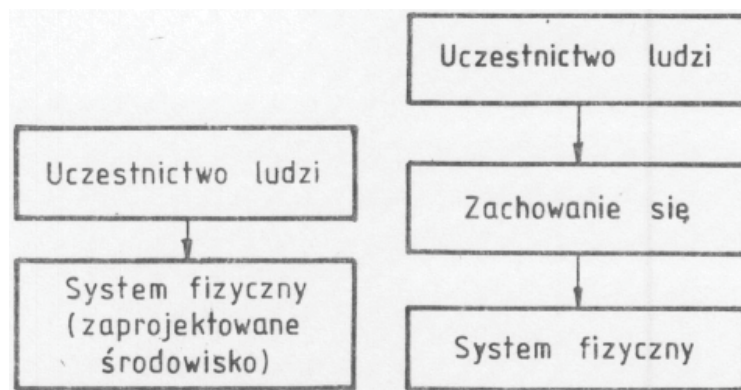 Uczestnictwo ludzi
System fizyczny
(zaprojektowane
środowisko)
Uczestnictwo ludzi
Zachowanie się
System fizyczny